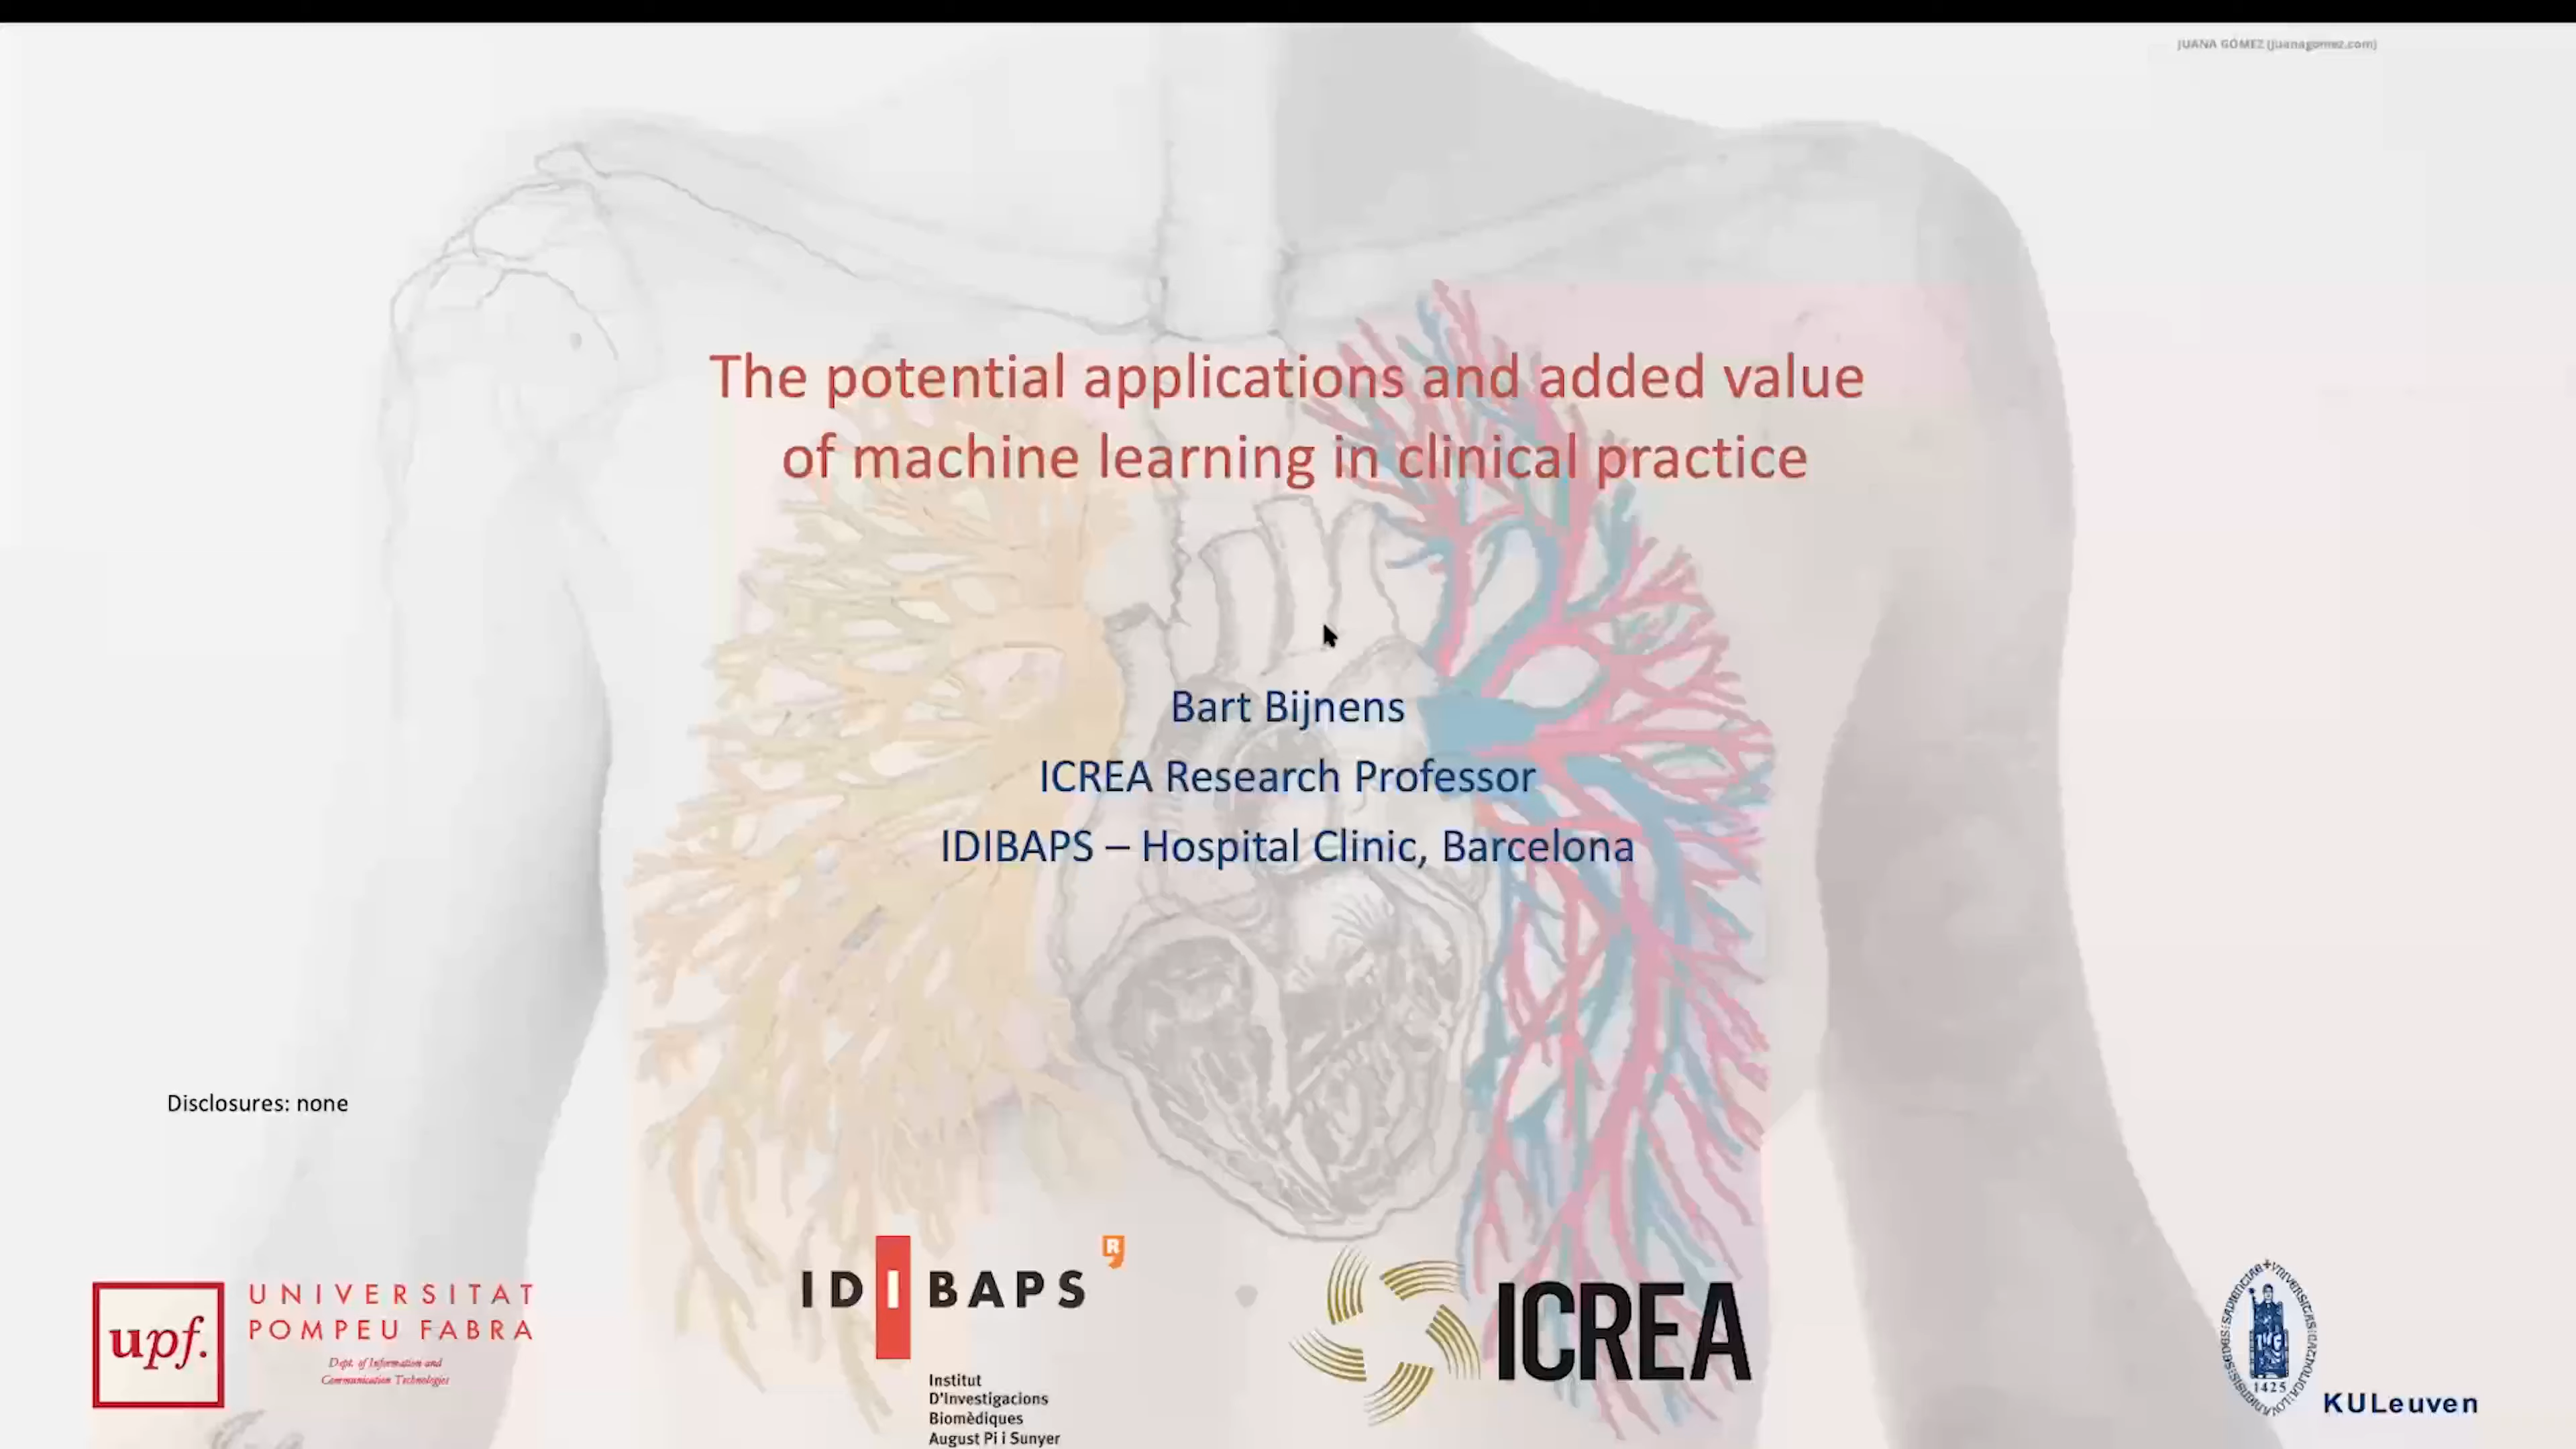 JUANA GÓMEZ (juanagomez.com)
The potential applications and added value
of machine learning in clinical practice
Bart Bijnens
ICREA Research Professor
IDIBAPS – Hospital Clinic, Barcelona
Disclosures: none
upf.
UNIVERSITAT
POMPEU FABRA
Dept. of Information and
Communication Technologies
IDIBAPS
R
Institut
D'Investigacions
Biomèdiques
August Pi i Sunyer
ICREA
1425
KULeuven